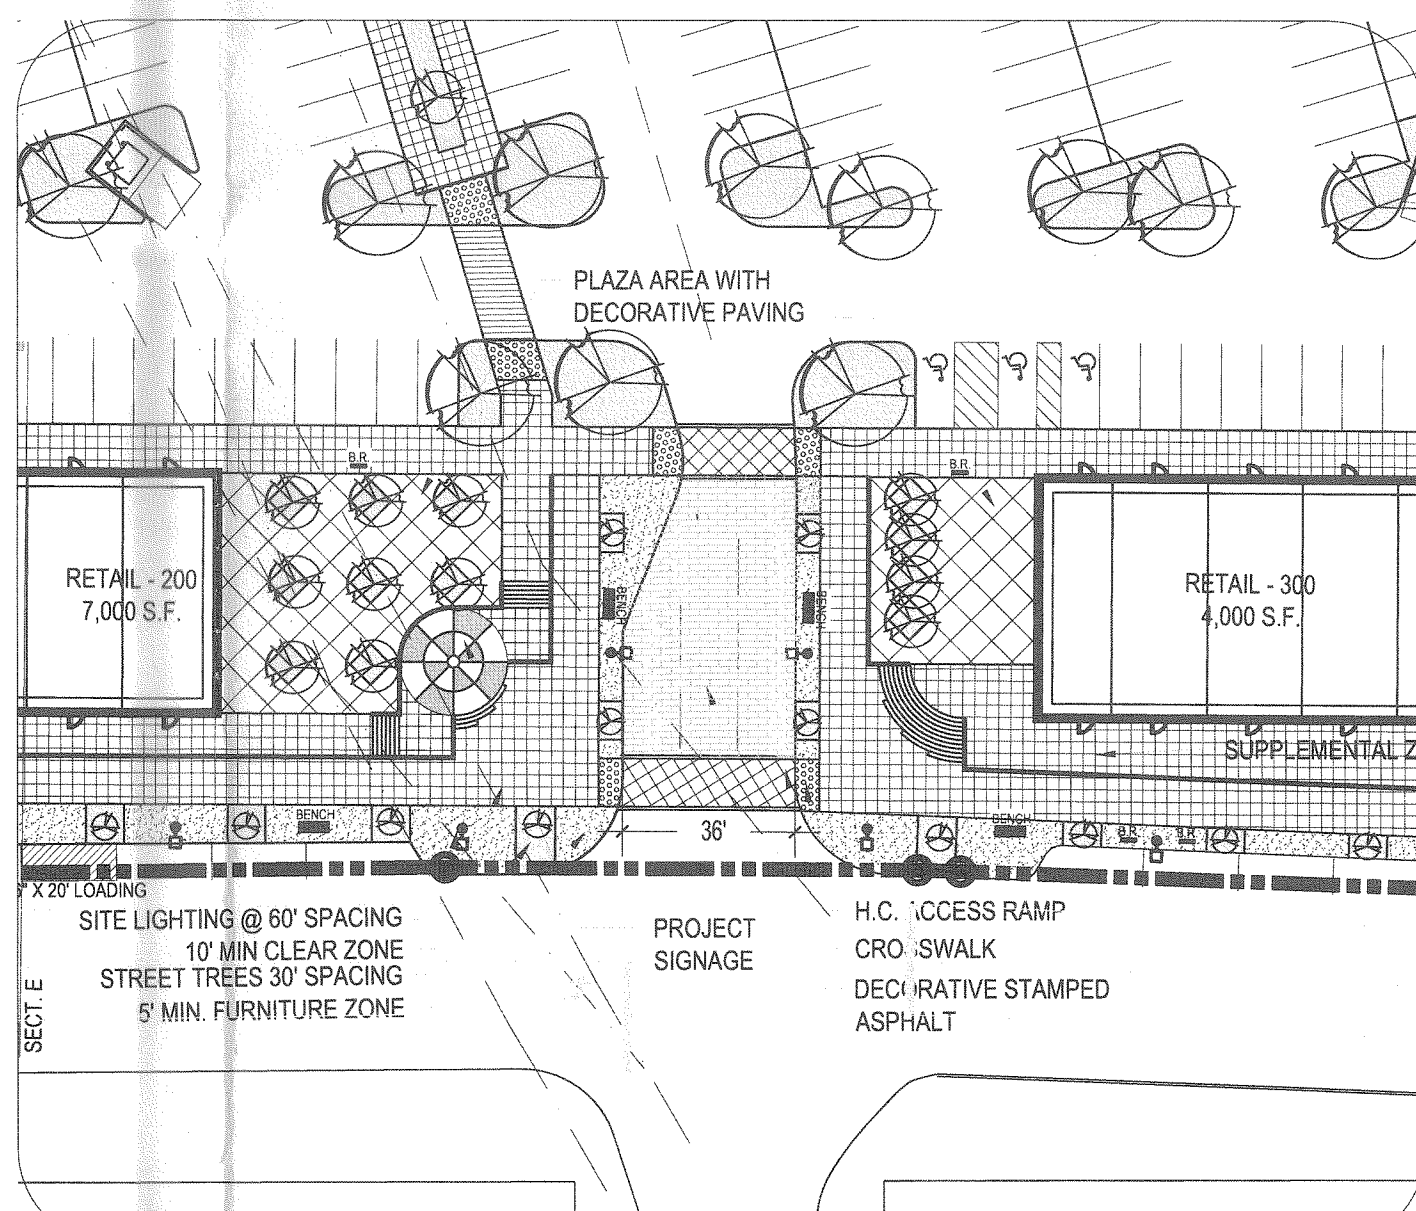 PLAZA AREA WITH
DECORATIVE PAVING
B.R.
B.R.
RETAIL - 200
7,000 S.F.
BENCH
BENCH
RETAIL - 300
4,000 S.F.
SUPPLEMENTAL Z
BENCH
36'
BENCH
B.R.
B.R.
" X 20' LOADING
SITE LIGHTING @ 60' SPACING
10' MIN CLEAR ZONE
STREET TREES 30' SPACING
5' MIN. FURNITURE ZONE
SECT. E
PROJECT
SIGNAGE
H.C. ACCESS RAMP
CROSSWALK
DECORATIVE STAMPED
ASPHALT